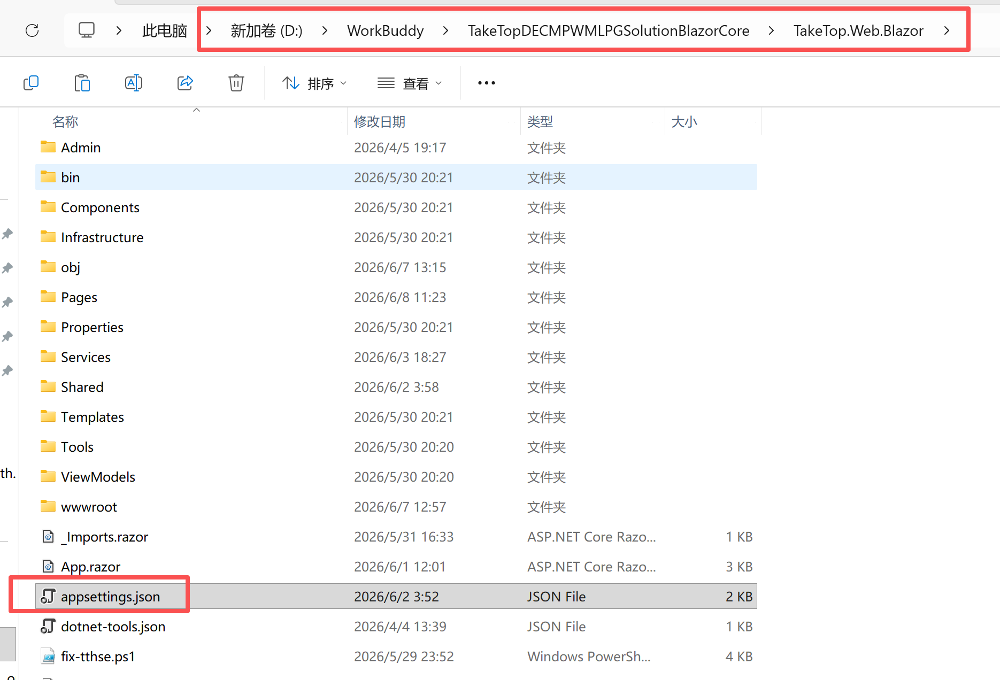 此电脑 > 新加卷 (D:) > WorkBuddy > TakeTopDECMPWMLPGSolutionBlazorCore > TakeTop.Web.Blazor >
排序 查看
名称 修改日期 类型 大小
Admin 2026/4/5 19:17 文件夹
bin 2026/5/30 20:21 文件夹
Components 2026/5/30 20:21 文件夹
Infrastructure 2026/5/30 20:21 文件夹
obj 2026/6/7 13:15 文件夹
Pages 2026/6/8 11:23 文件夹
Properties 2026/5/30 20:21 文件夹
Services 2026/6/3 18:27 文件夹
Shared 2026/6/2 3:58 文件夹
Templates 2026/5/30 20:21 文件夹
Tools 2026/5/30 20:20 文件夹
th.
ViewModels 2026/5/30 20:20 文件夹
wwwroot 2026/6/7 12:57 文件夹
_Imports.razor 2026/5/31 16:33 ASP.NET Core Razo... 1 KB
App.razor 2026/6/1 12:01 ASP.NET Core Razo... 3 KB
appsettings.json 2026/6/2 3:52 JSON File 2 KB
dotnet-tools.json 2026/4/4 13:39 JSON File 1 KB
fix-tthse.ps1 2026/5/29 23:52 Windows PowerSh... 4 KB